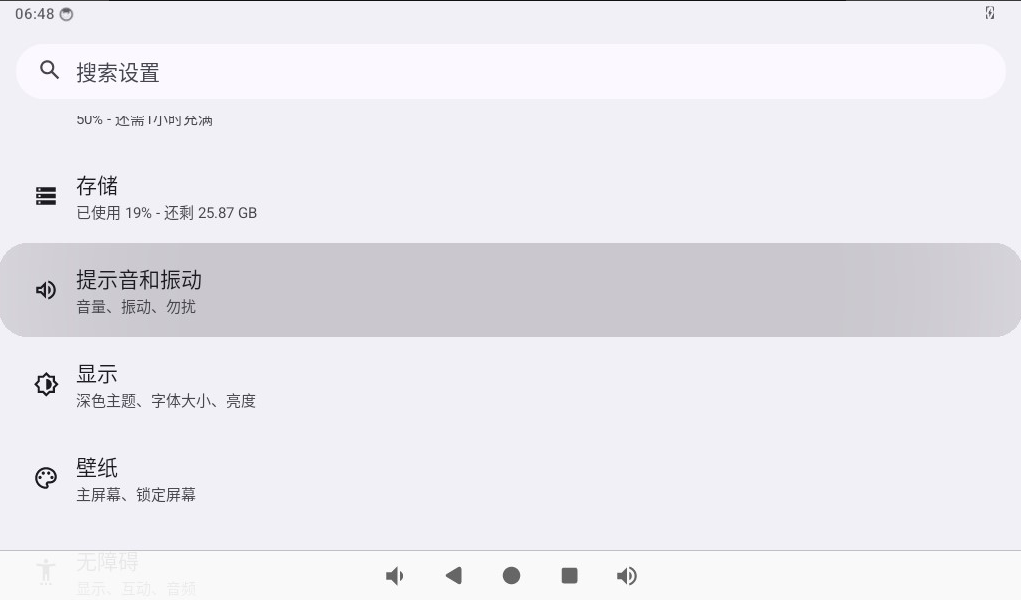 06:48
搜索设置
50% - 还需1小时充满
存储
已使用 19% - 还剩 25.87 GB
提示音和振动
音量、振动、勿扰
显示
深色主题、字体大小、亮度
壁纸
主屏幕、锁定屏幕
无障碍
显示、互动、音频